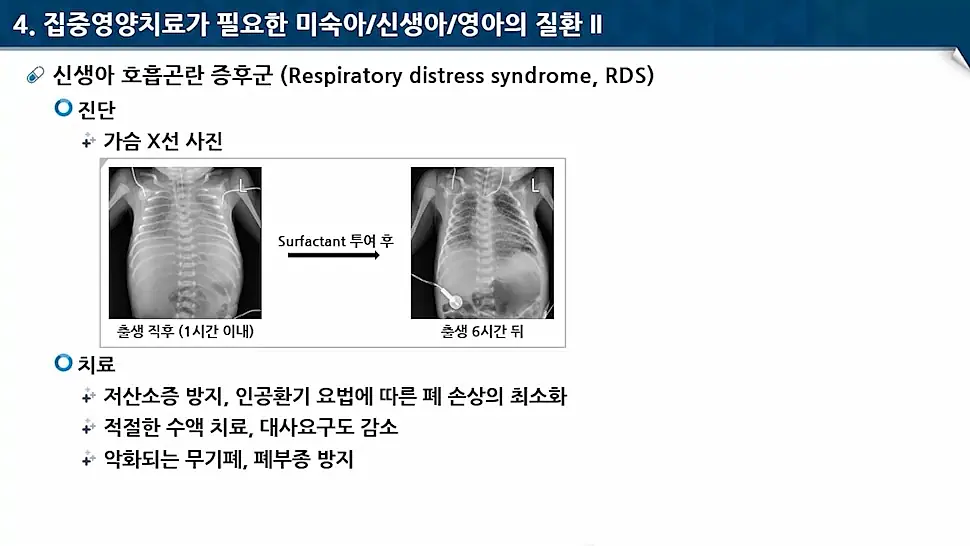 4. 집중영양치료가 필요한 미숙아/신생아/영아의 질환 II
신생아 호흡곤란 증후군 (Respiratory distress syndrome, RDS)
진단
가슴 X선 사진
L
L
Surfactant 투여 후
출생 직후 (1시간 이내)
출생 6시간 뒤
치료
저산소증 방지, 인공환기 요법에 따른 폐 손상의 최소화
적절한 수액 치료, 대사요구도 감소
악화되는 무기폐, 폐부종 방지